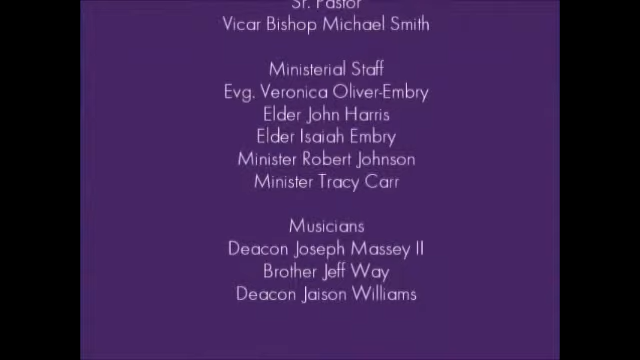 Sr. Pastor
Vicar Bishop Michael Smith
Ministerial Staff
Evg. Veronica Oliver-Embry
Elder John Harris
Elder Isaiah Embry
Minister Robert Johnson
Minister Tracy Carr
Musicians
Deacon Joseph Massey II
Brother Jeff Way
Deacon Jaison Williams